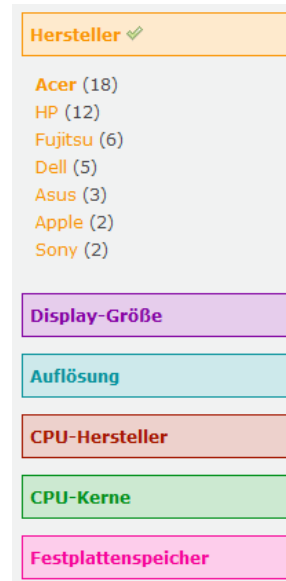 Hersteller
Acer (18)
HP (12)
Fujitsu (6)
Dell (5)
Asus (3)
Apple (2)
Sony (2)
Display-Größe
Auflösung
CPU-Hersteller
CPU-Kerne
Festplattenspeicher